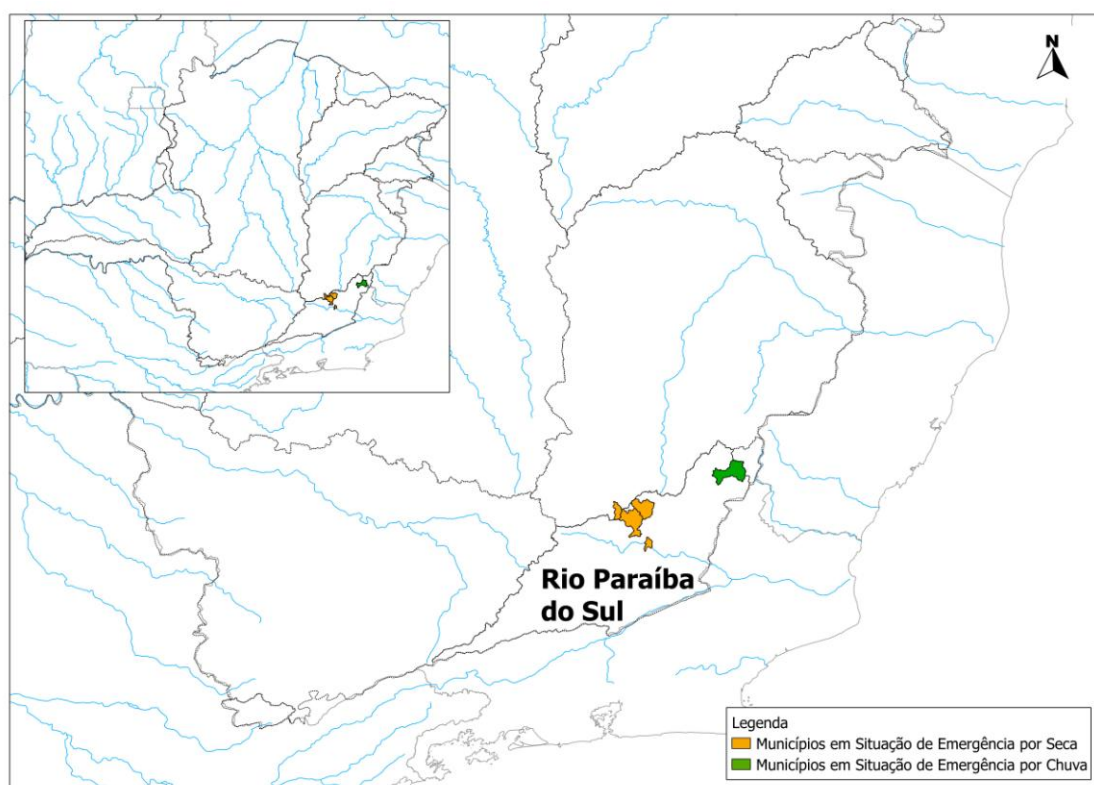 N
Rio Paraíba
do Sul
Legenda
Municípios em Situação de Emergência por Seca
Municípios em Situação de Emergência por Chuva